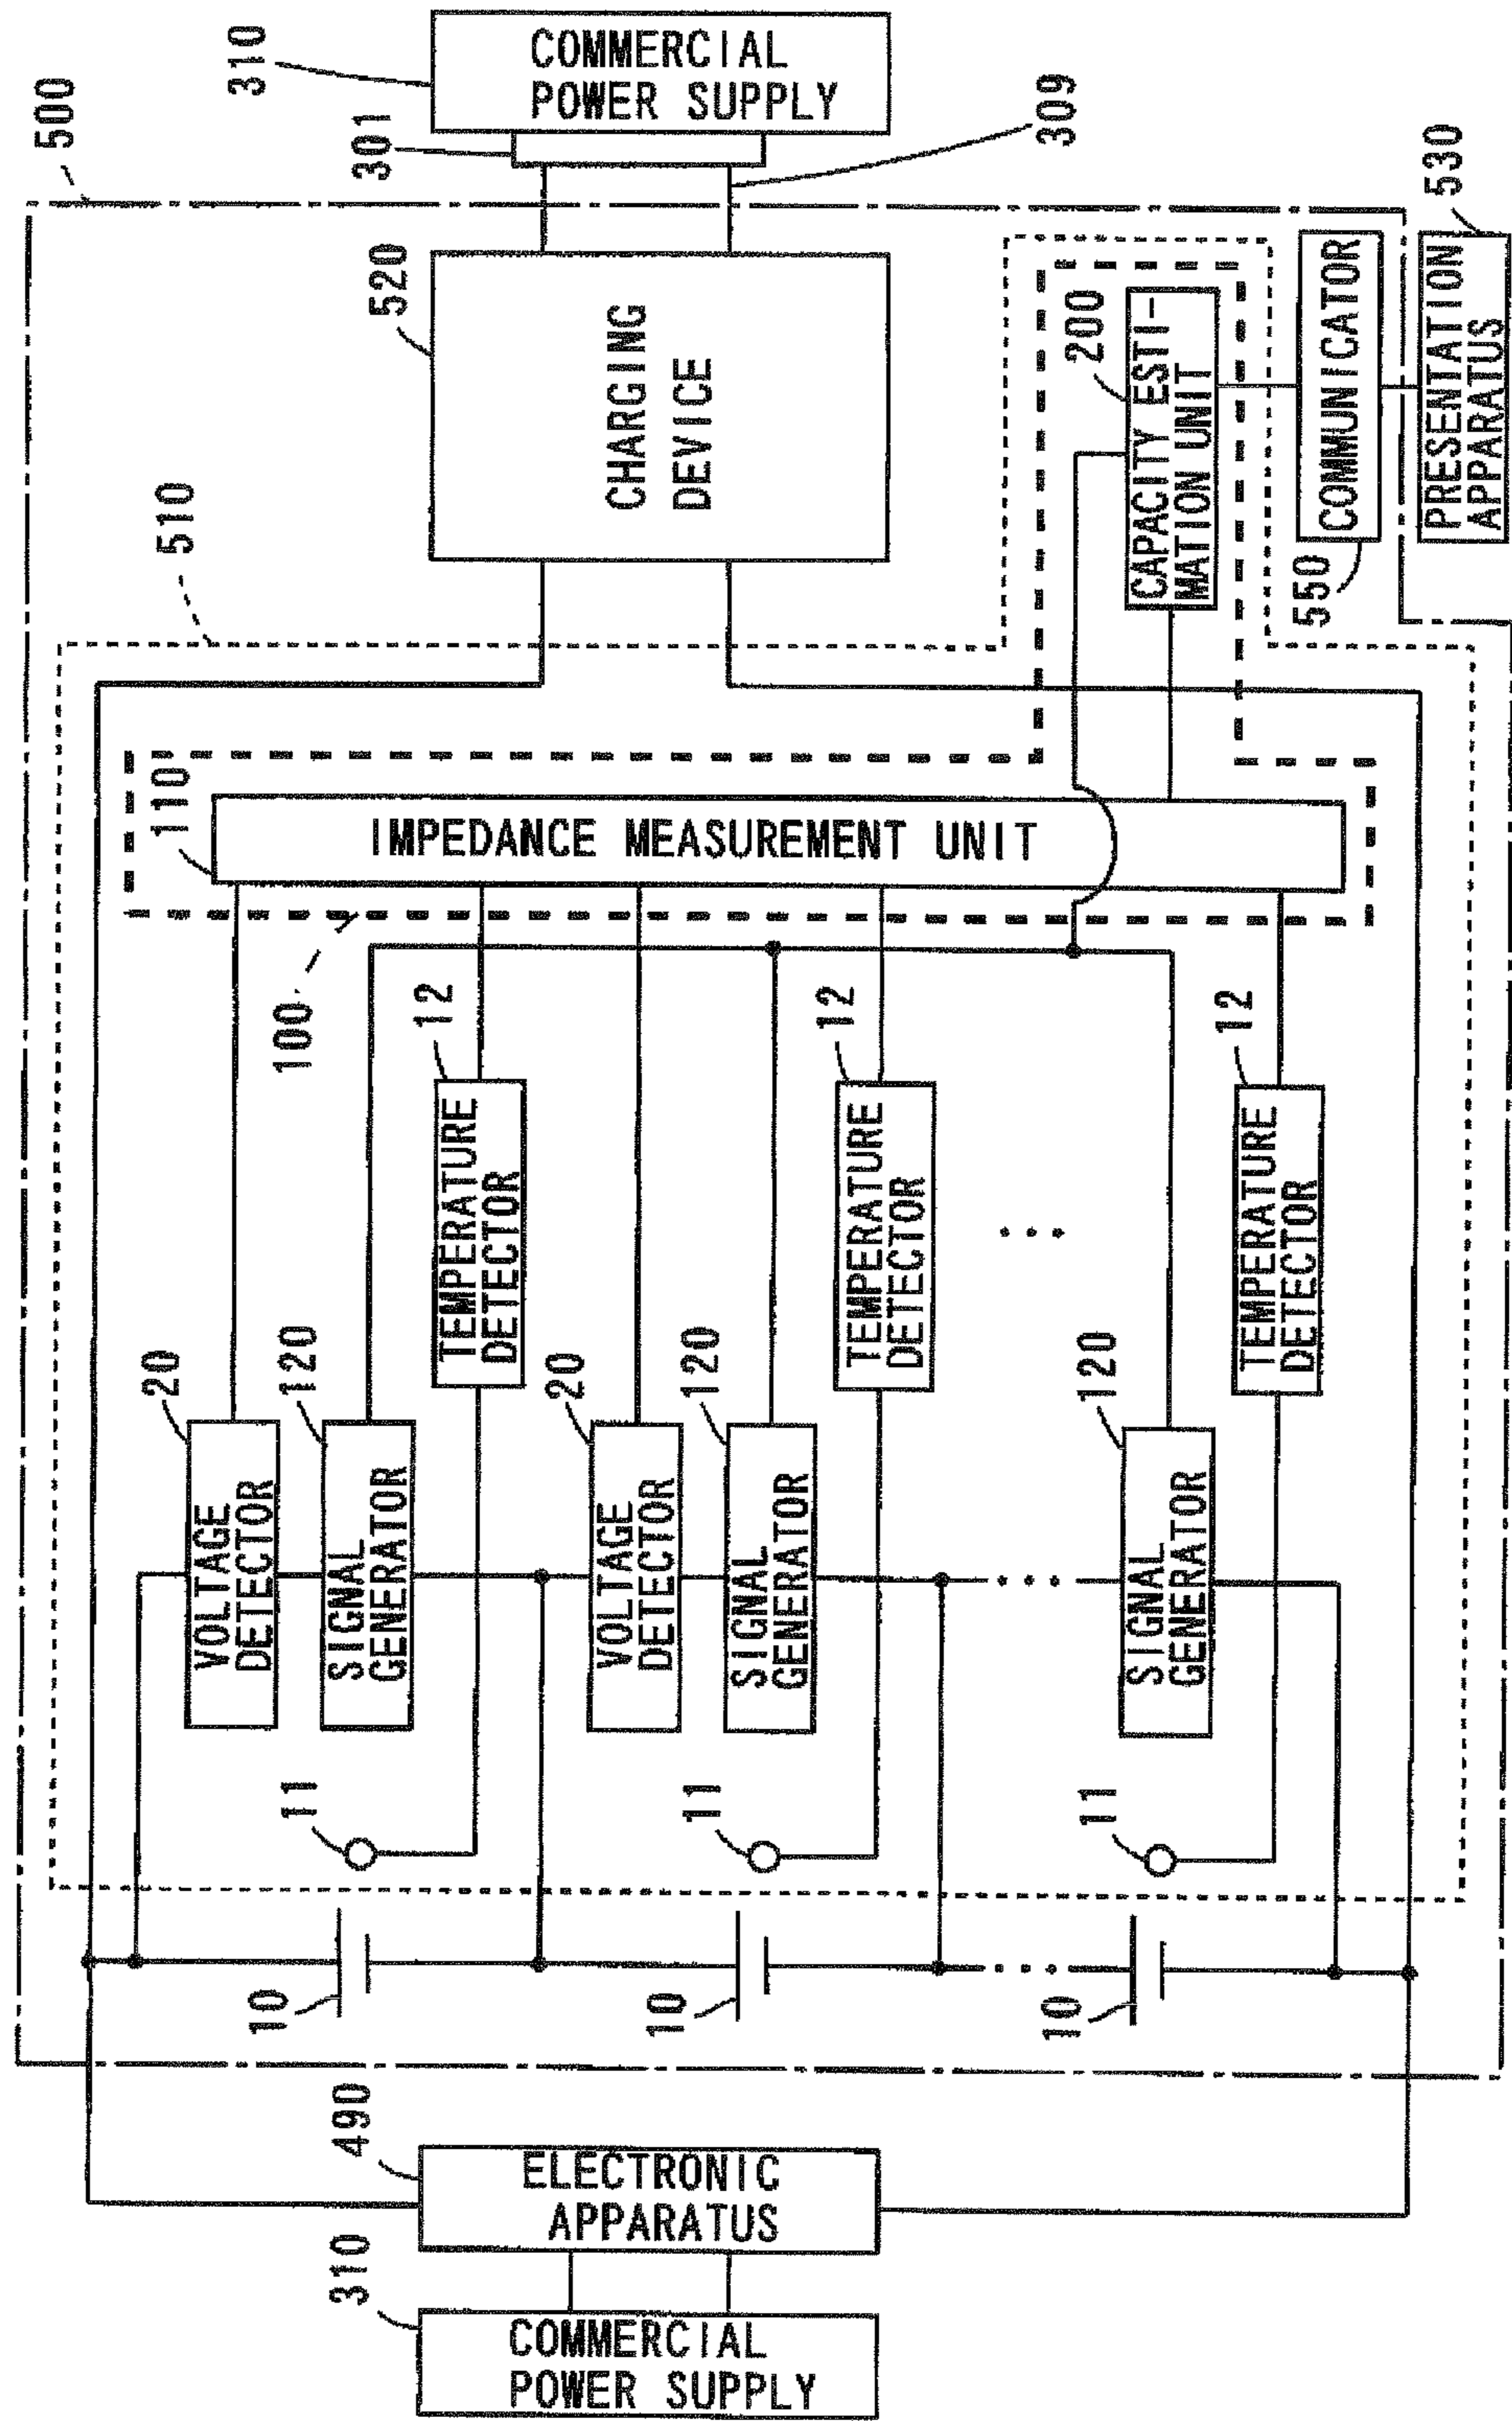 500
310
COMMERCIAL
POWER SUPPLY
301
309
520
CHARGING
DEVICE
510
200
CAPACITY ESTI-
MATION UNIT
COMMUNICATOR
550
530
PRESENTATION
APPARATUS
110
IMPEDANCE MEASUREMENT UNIT
100
12
TEMPERATURE
DETECTOR
12
TEMPERATURE
DETECTOR
...
12
TEMPERATURE
DETECTOR
20
VOLTAGE
DETECTOR
120
SIGNAL
GENERATOR
20
VOLTAGE
DETECTOR
120
SIGNAL
GENERATOR
...
120
SIGNAL
GENERATOR
11
11
11
10
10
...
10
490
ELECTRONIC
APPARATUS
310
COMMERCIAL
POWER SUPPLY